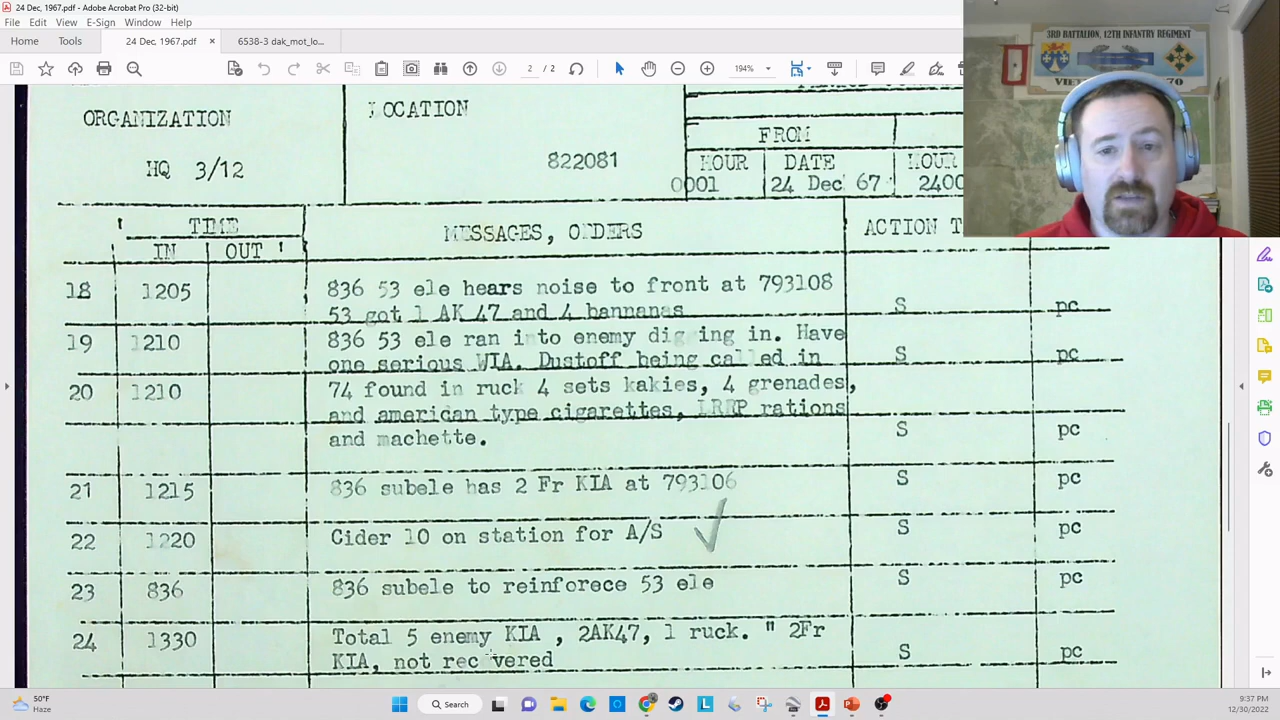 24 Dec, 1967.pdf - Adobe Acrobat Pro (32-bit)
File Edit View E-Sign Window Help
Home Tools 24 Dec, 1967.pdf × 6538-3 dak_mot_lo...
2 / 2 194%
3RD BATTALION, 12TH INFANTRY REGIMENT
ORGANIZATION LOCATION
FROM
HQ 3/12 822081 HOUR DATE HOUR
0001 24 Dec 67 2400
TIME MESSAGES, ORDERS ACTION T
IN OUT
18 1205 836 53 ele hears noise to front at 793108
53 got 1 AK 47 and 4 bannanas S pc
19 1210 836 53 ele ran into enemy digging in. Have
one serious WIA. Dustoff being called in S pc
20 1210 74 found in ruck 4 sets kakies, 4 grenades,
and american type cigarettes, LRRP rations
and machette. S pc
21 1215 836 subele has 2 Fr KIA at 793106 S pc
22 1220 Cider 10 on station for A/S ✓ S pc
23 836 836 subele to reinforece 53 ele S pc
24 1330 Total 5 enemy KIA , 2AK47, 1 ruck. " 2Fr
KIA, not rec vered S pc
50°F
Haze
Search
9:37 PM
12/30/2022